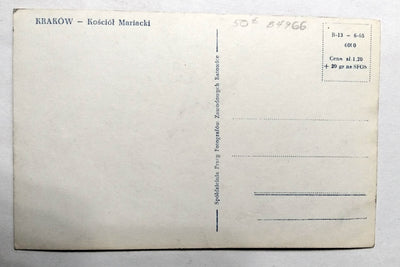 KRAKÓW — Kościół Mariacki
50¢ 84966
B-13 — 6-55
6000
Cena zł 1.20
+ 20 gr na SFOS
Spółdzielnia Pracy Fotografów Zawodowych Katowice